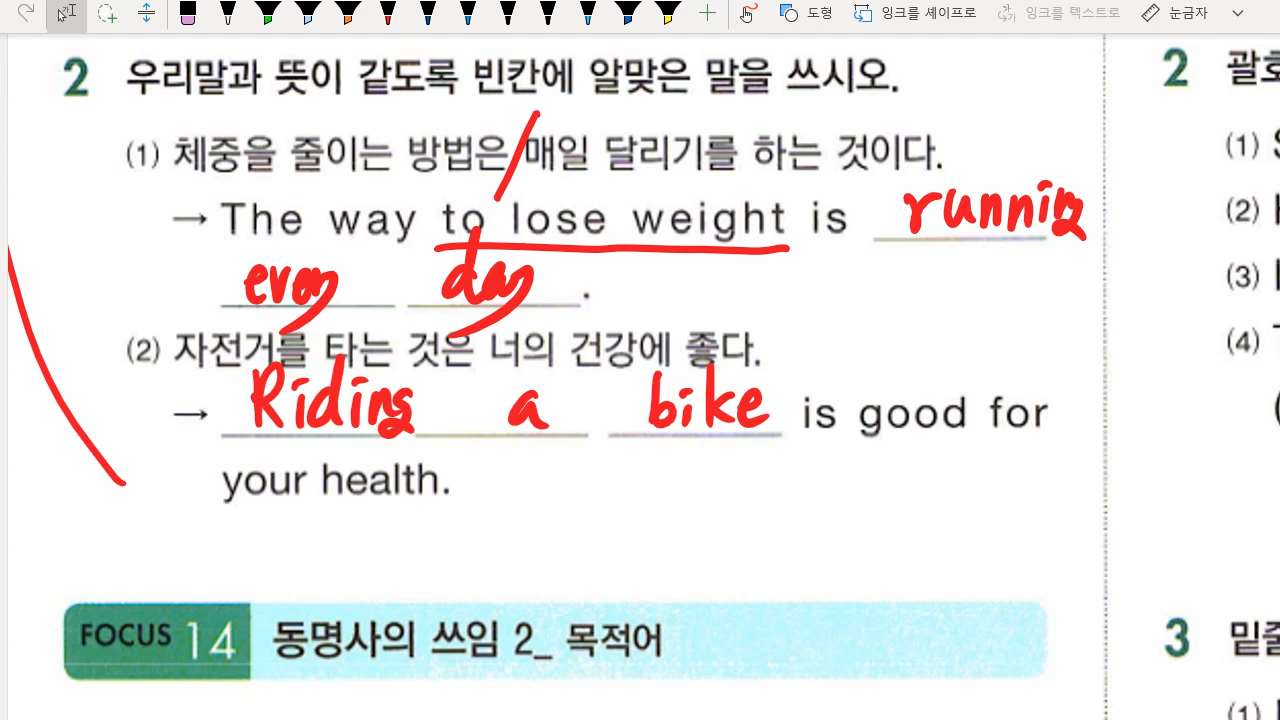 도형 잉크를 셰이프로 잉크를 텍스트로 눈금자
2 우리말과 뜻이 같도록 빈칸에 알맞은 말을 쓰시오.
(1) 체중을 줄이는 방법은 매일 달리기를 하는 것이다.
→ The way to lose weight is running
every day .
(2) 자전거를 타는 것은 너의 건강에 좋다.
→ Riding a bike is good for
your health.
FOCUS 14 동명사의 쓰임 2_ 목적어
2
(1)
(2)
(3)
(4)
3
(1)